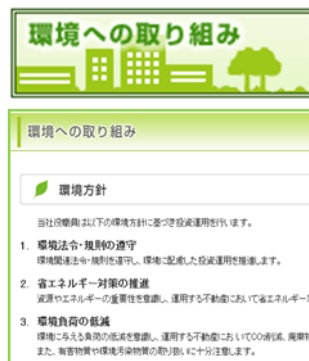 環境への取り組み
環境への取り組み
環境方針
当社役職員は以下の環境方針に基づき投資運用を行います。
1. 環境法令・規則の遵守
環境関連法令・規則を遵守し、環境に配慮した投資運用を推進します。
2. 省エネルギー対策の推進
資源やエネルギーの重要性を意識し、運用する不動産において省エネルギー
3. 環境負荷の低減
環境に与える負荷の低減を意識し、運用する不動産においてCO2削減、廃棄物
また、有害物質や環境汚染物質の取り扱いに十分注意します。